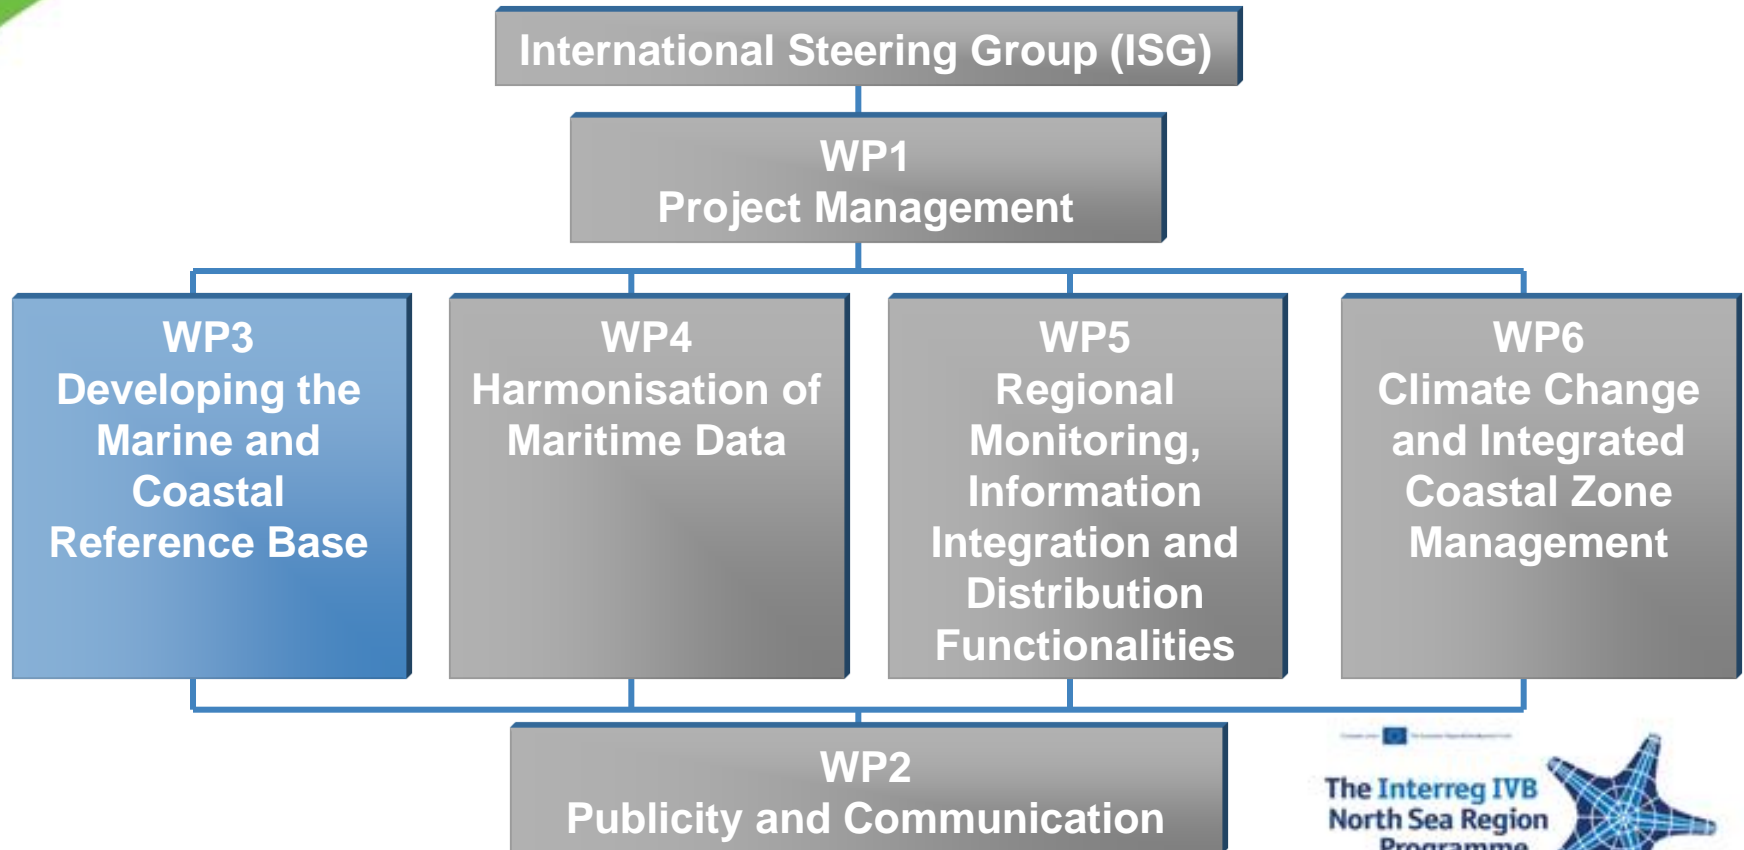 International Steering Group (ISG)
WP1
Project Management
WP3
Developing the
Marine and
Coastal
Reference Base
WP4
Harmonisation of
Maritime Data
WP5
Regional
Monitoring,
Information
Integration and
Distribution
Functionalities
WP6
Climate Change
and Integrated
Coastal Zone
Management
WP2
Publicity and Communication
The Interreg IVB
North Sea Region
Programme